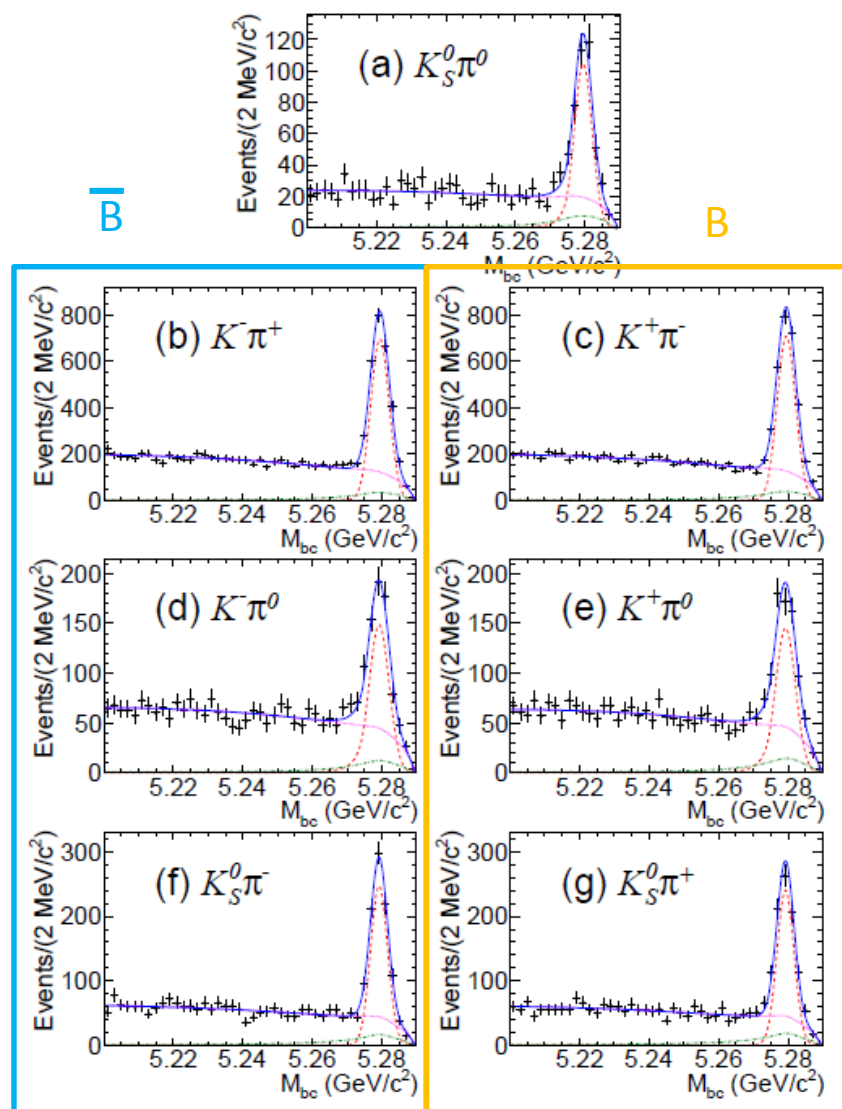 120
100
80
60
40
20
0
Events/(2 MeV/c²)
(a) K_S^0π^0
5.22 5.24 5.26 5.28
M_bc (GeV/c²)
B̅
B
800
600
400
200
0
Events/(2 MeV/c²)
(b) K⁻π⁺
5.22 5.24 5.26 5.28
M_bc (GeV/c²)
800
600
400
200
0
Events/(2 MeV/c²)
(c) K⁺π⁻
5.22 5.24 5.26 5.28
M_bc (GeV/c²)
200
150
100
50
0
Events/(2 MeV/c²)
(d) K⁻π⁰
5.22 5.24 5.26 5.28
M_bc (GeV/c²)
200
150
100
50
0
Events/(2 MeV/c²)
(e) K⁺π⁰
5.22 5.24 5.26 5.28
M_bc (GeV/c²)
300
200
100
0
Events/(2 MeV/c²)
(f) K_S^0π⁻
5.22 5.24 5.26 5.28
M_bc (GeV/c²)
300
200
100
0
Events/(2 MeV/c²)
(g) K_S^0π⁺
5.22 5.24 5.26 5.28
M_bc (GeV/c²)